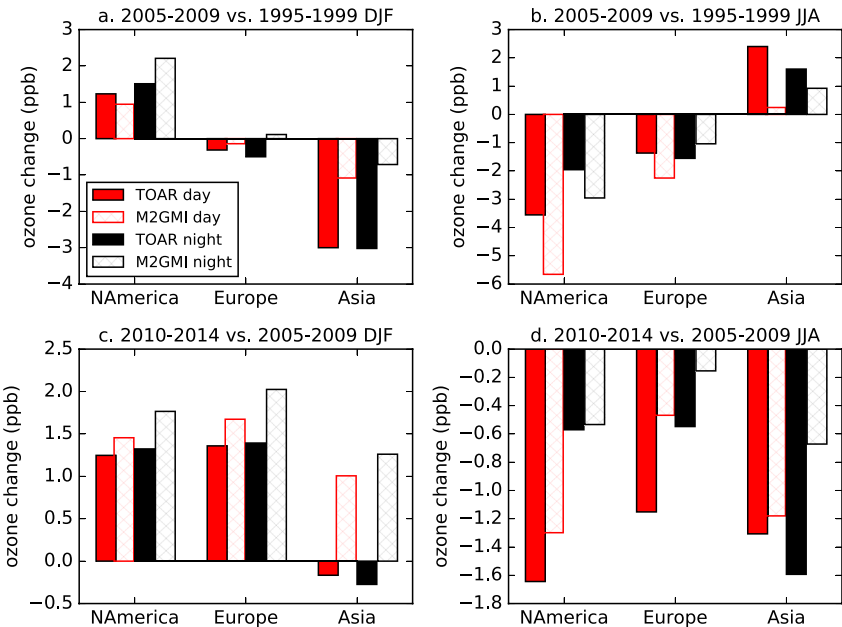 a. 2005-2009 vs. 1995-1999 DJF
3
2
1
0
−1
−2
−3
−4
ozone change (ppb)
TOAR day
M2GMI day
TOAR night
M2GMI night
NAmerica Europe Asia
b. 2005-2009 vs. 1995-1999 JJA
3
2
1
0
−1
−2
−3
−4
−5
−6
ozone change (ppb)
NAmerica Europe Asia
c. 2010-2014 vs. 2005-2009 DJF
2.5
2.0
1.5
1.0
0.5
0.0
−0.5
ozone change (ppb)
NAmerica Europe Asia
d. 2010-2014 vs. 2005-2009 JJA
0.0
−0.2
−0.4
−0.6
−0.8
−1.0
−1.2
−1.4
−1.6
−1.8
ozone change (ppb)
NAmerica Europe Asia